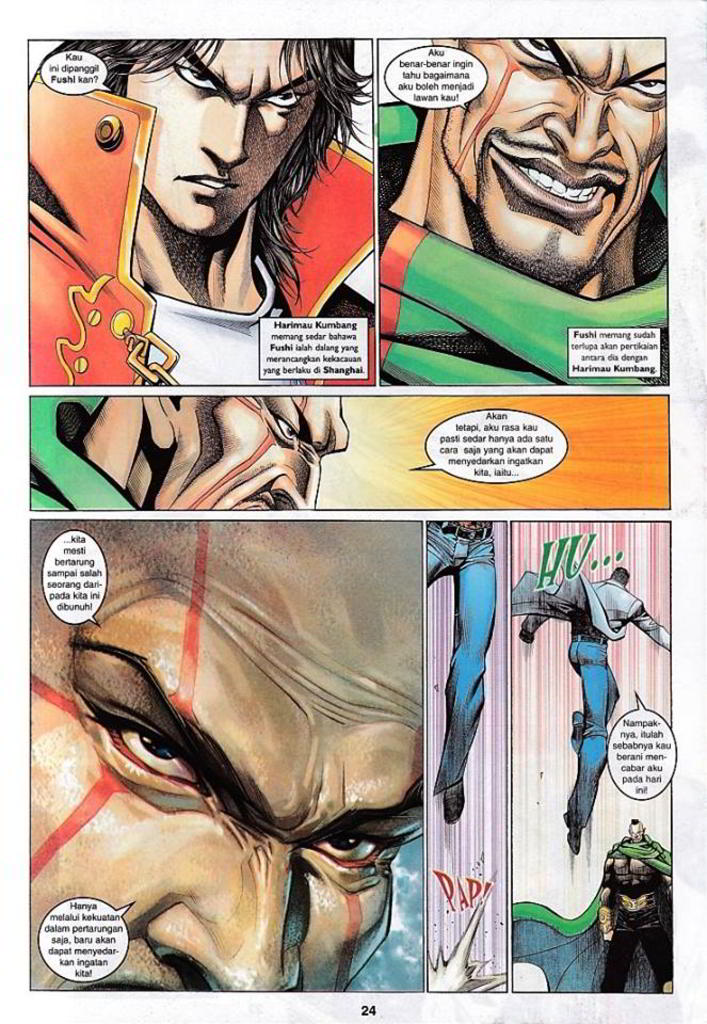 Kau
ini dipanggil
Fushi kan?
Harimau Kumbang
memang sedar bahawa
Fushi ialah dalang yang
merancangkan kekacauan
yang berlaku di Shanghai.
Aku
benar-benar ingin
tahu bagaimana
aku boleh menjadi
lawan kau!
Fushi memang sudah
terlupa akan pertikaian
antara dia dengan
Harimau Kumbang.
Akan
tetapi, aku rasa kau
pasti sedar hanya ada satu
cara saja yang akan dapat
menyedarkan ingatkan
kita, iaitu...
...kita
mesti
bertarung
sampai salah
seorang dari-
pada kita ini
dibunuh!
Hanya
melalui kekuatan
dalam pertarungan
saja, baru akan
dapat menyedar-
kan ingatan
kita!
PAP!
HU...
Nampak-
nya, itulah
sebabnya kau
berani men-
cabar aku
pada hari
ini!
24